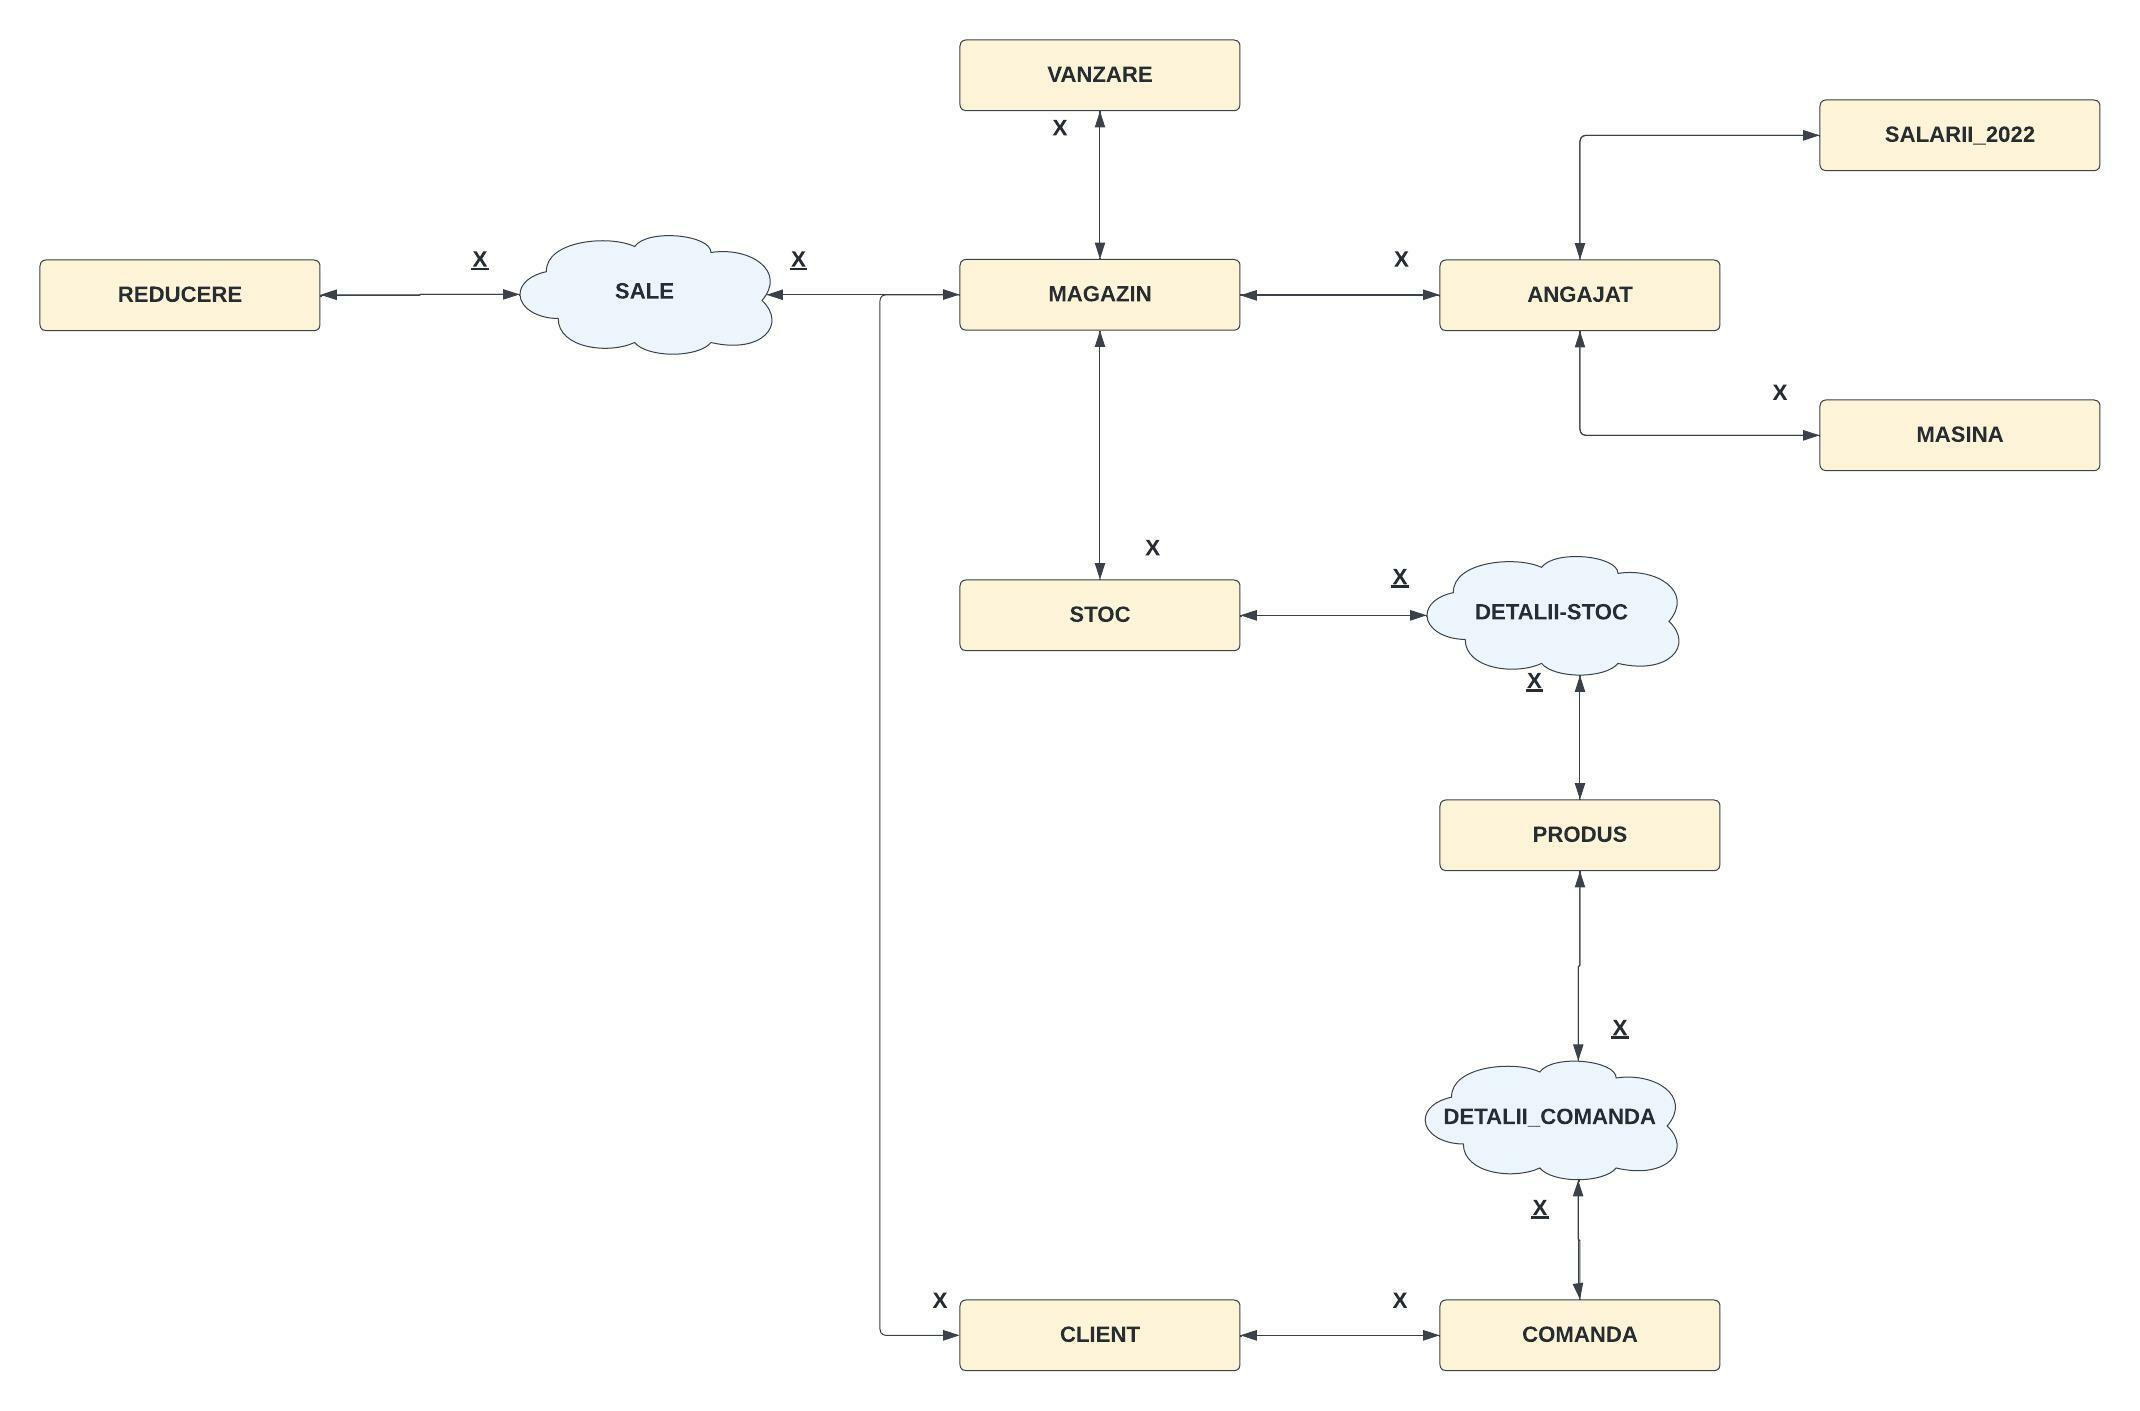 VANZARE
X
SALARII_2022
X
X
X
REDUCERE
SALE
MAGAZIN
ANGAJAT
X
MASINA
X
X
DETALII-STOC
STOC
X
PRODUS
X
DETALII_COMANDA
X
X
X
CLIENT
COMANDA